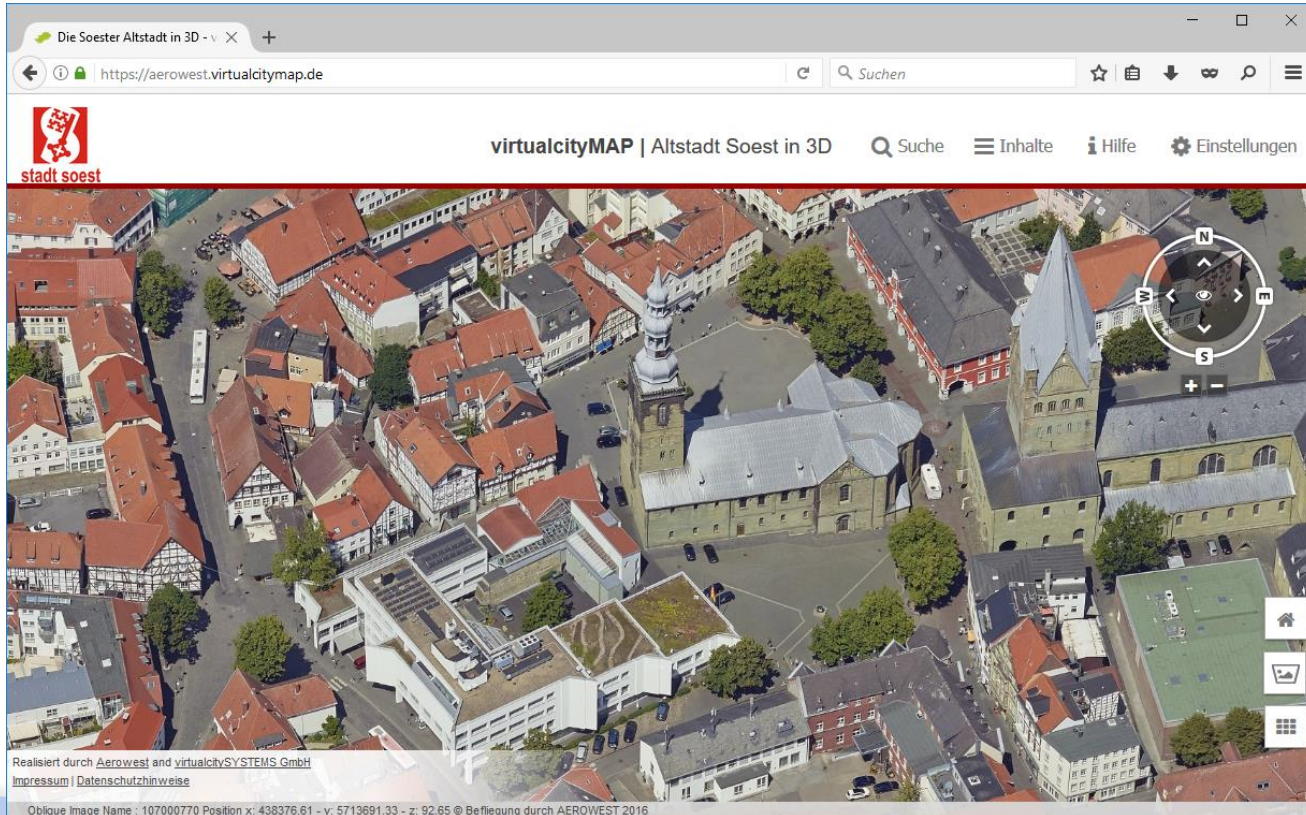 Die Soester Altstadt in 3D - v
https://aerowest.virtualcitymap.de
Suchen
stadt soest
virtualcityMAP | Altstadt Soest in 3D
Suche
Inhalte
Hilfe
Einstellungen
N
W
E
S
Realisiert durch Aerowest and virtualcitySYSTEMS GmbH
Impressum | Datenschutzhinweise
Oblique Image Name : 107000770 Position x: 438376.61 - y: 5713691.33 - z: 92.65 © Befliegung durch AEROWEST 2016